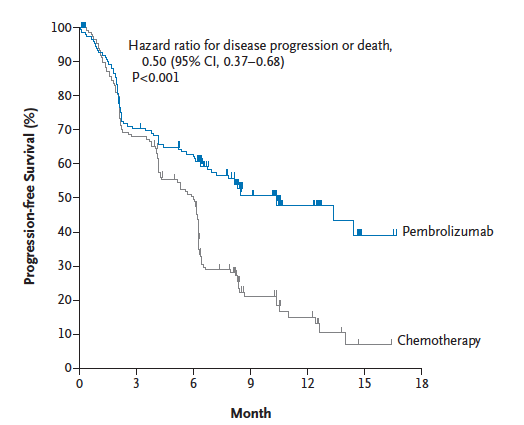 Hazard ratio for disease progression or death,
0.50 (95% CI, 0.37–0.68)
P<0.001
Progression-free Survival (%)
100
90
80
70
60
50
40
30
20
10
0
Pembrolizumab
Chemotherapy
0 3 6 9 12 15 18
Month